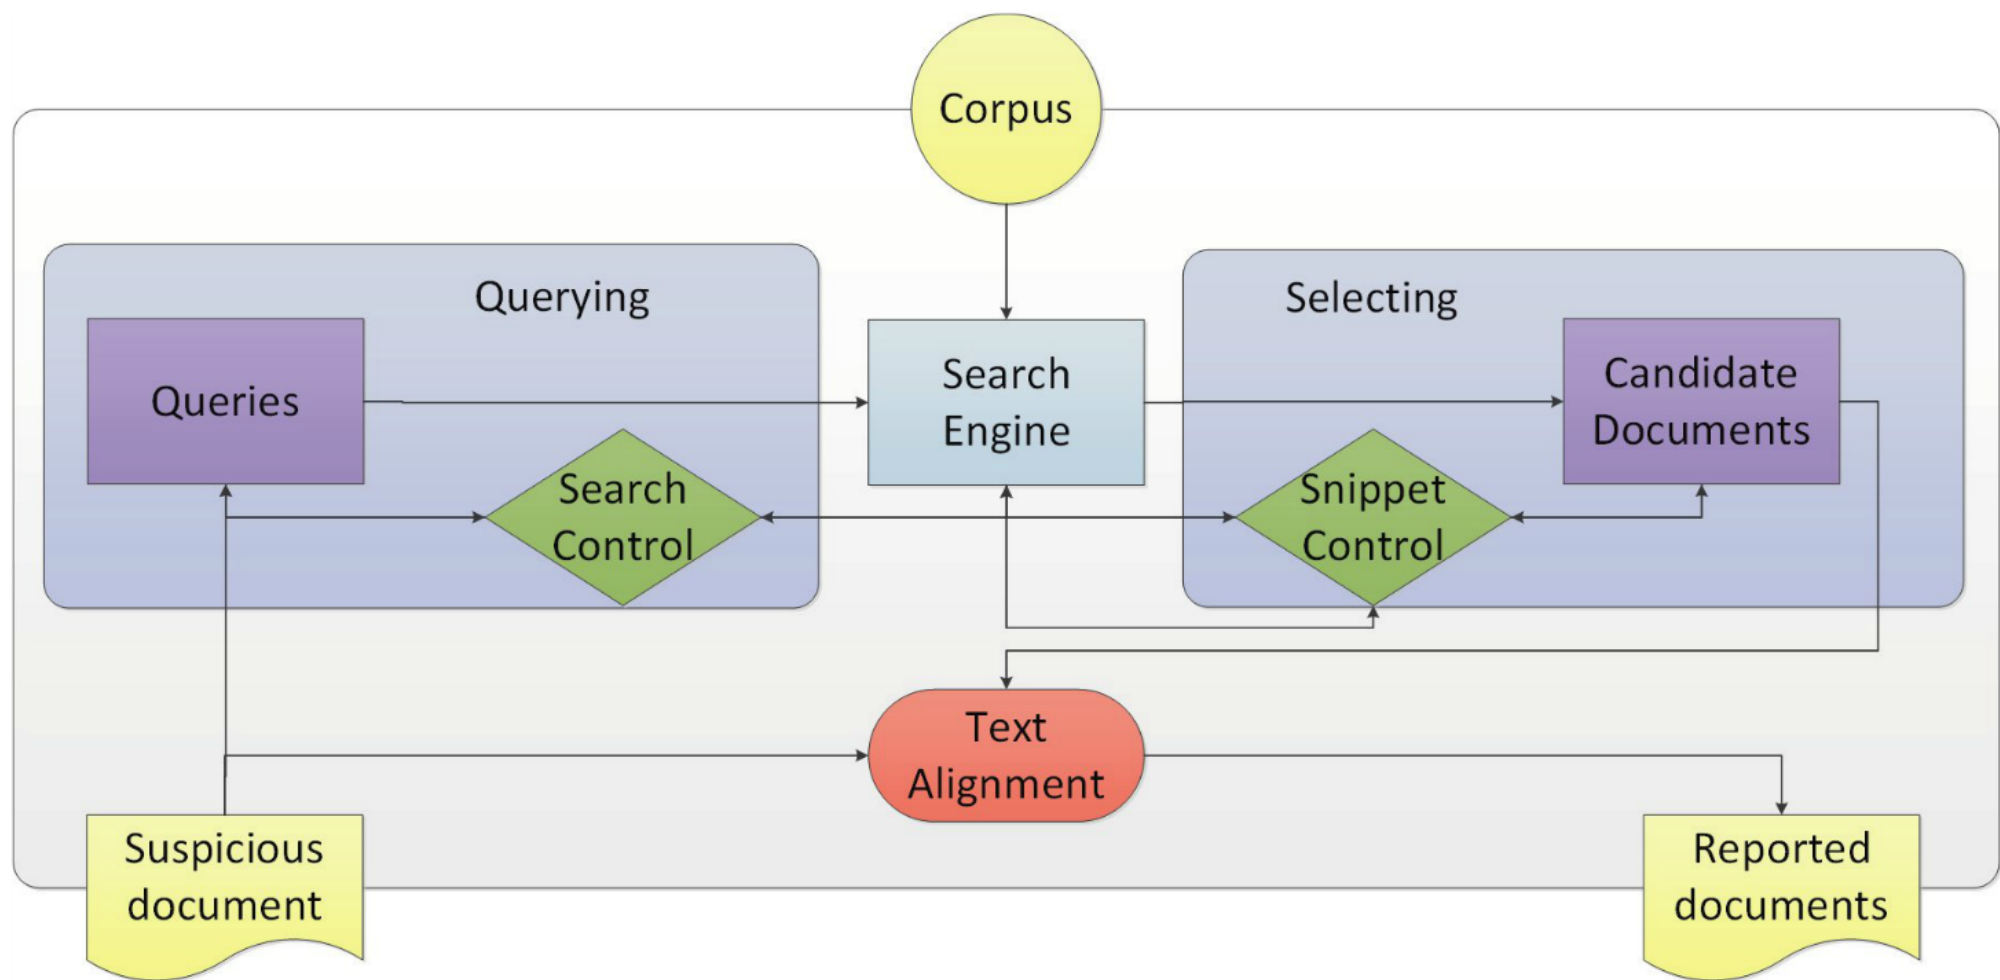 Corpus
Querying
Selecting
Queries
Search
Engine
Candidate
Documents
Search
Control
Snippet
Control
Text
Alignment
Suspicious
document
Reported
documents